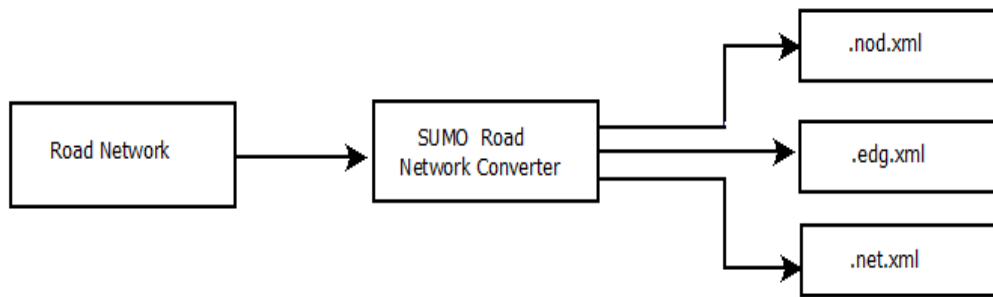 Road Network
SUMO Road
Network Converter
.nod.xml
.edg.xml
.net.xml